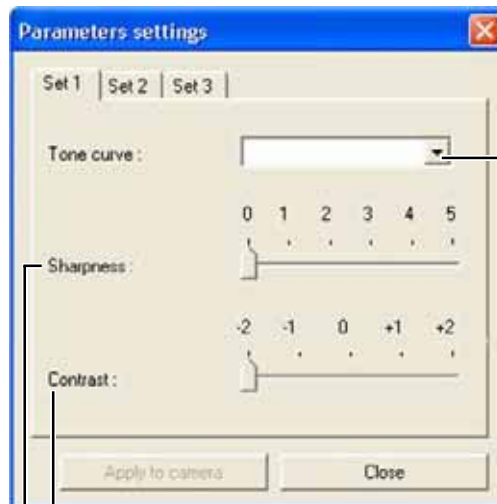 Parameters settings
Set 1 Set 2 Set 3
Tone curve :
0 1 2 3 4 5
Sharpness :
-2 -1 0 +1 +2
Contrast :
Apply to camera Close